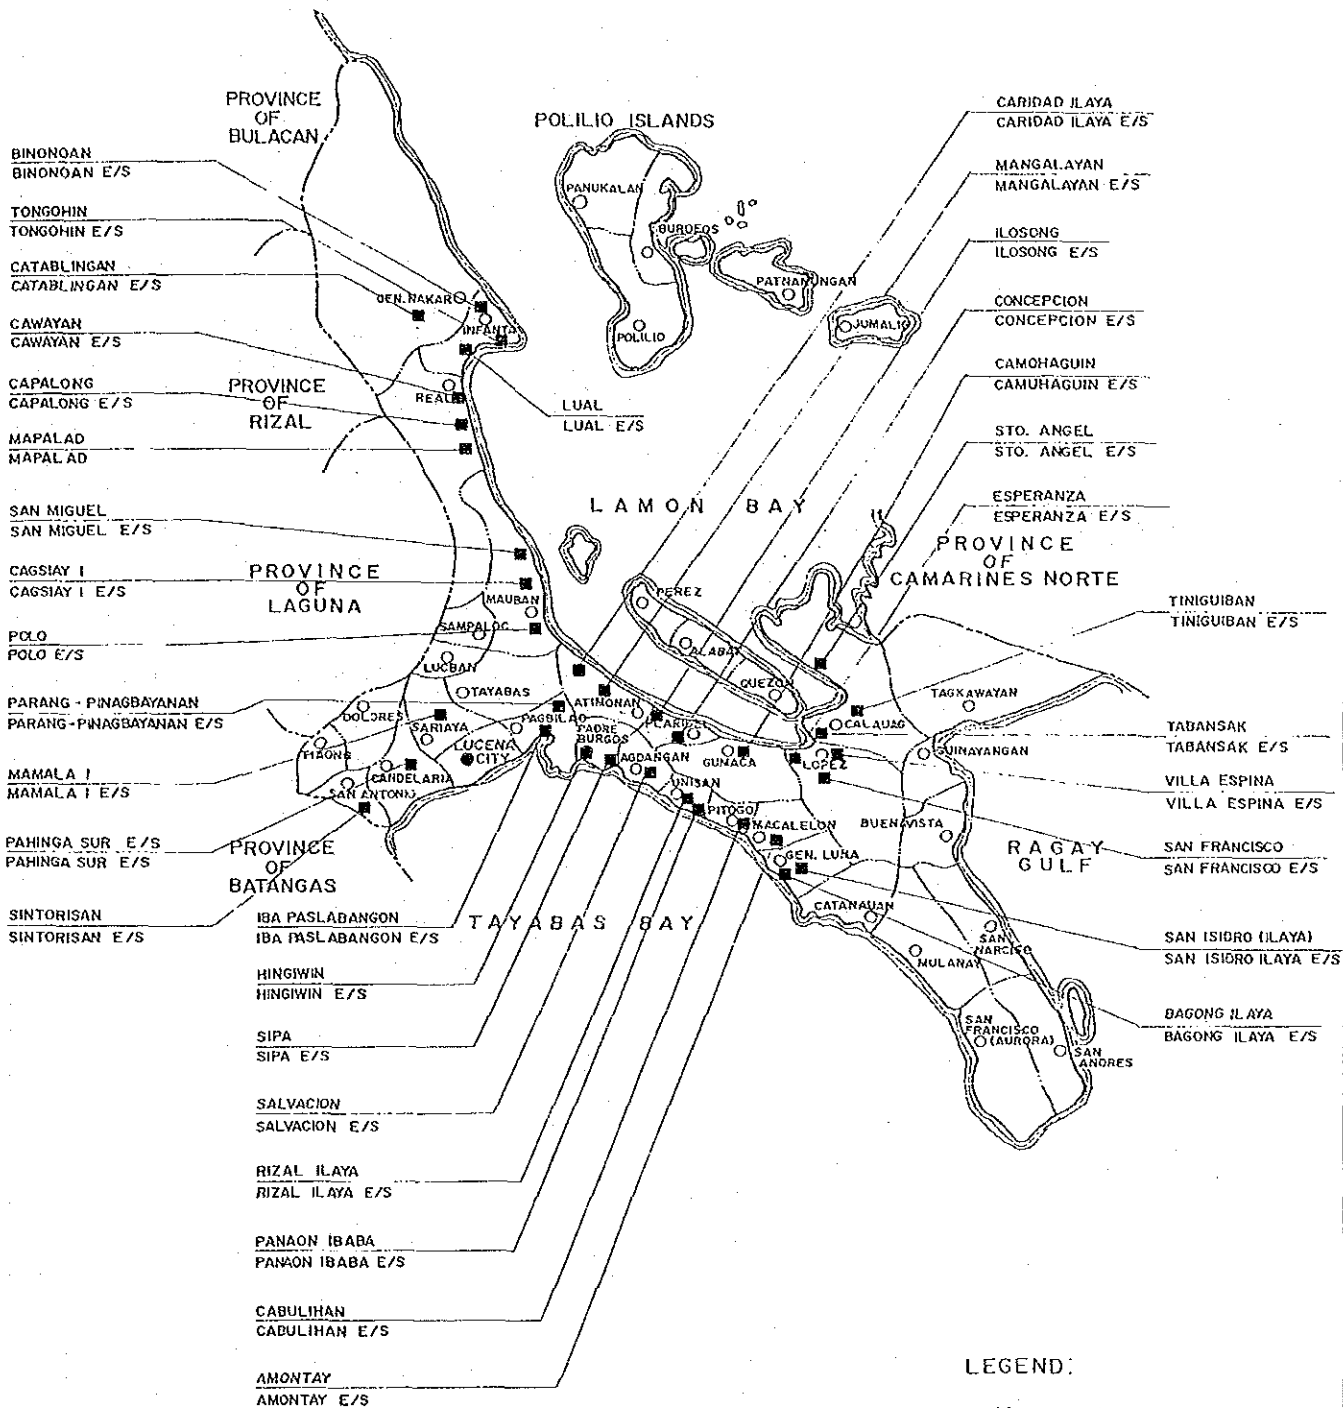 PROVINCE
OF
BULACAN
POLILIO ISLANDS
CARIDAD ILAYA
CARIDAD ILAYA E/S
BINONOAN
BINONOAN E/S
MANGALAYAN
MANGALAYAN E/S
PANUKALAN
TONGOHIN
TONGOHIN E/S
BURDEOS
ILOSONG
ILOSONG E/S
CATABLINGAN
CATABLINGAN E/S
PATNANUNGAN
GEN. NAKAR
CONCEPCION
CONCEPCION E/S
CAWAYAN
CAWAYAN E/S
INFANTA
POLILIO
JUMALIG
CAPALONG
CAPALONG E/S
PROVINCE
OF
RIZAL
REAL
CAMOHAGUIN
CAMUHAGUIN E/S
LUAL
LUAL E/S
MAPALAD
MAPALAD
STO. ANGEL
STO. ANGEL E/S
SAN MIGUEL
SAN MIGUEL E/S
LAMON BAY
ESPERANZA
ESPERANZA E/S
PROVINCE
OF
CAMARINES NORTE
CAGSIAY I
CAGSIAY I E/S
PROVINCE
OF
LAGUNA
MAUBAN
PEREZ
TINIGUIBAN
TINIGUIBAN E/S
POLO
POLO E/S
SAMPALOC
ALABAT
LUCBAN
PARANG - PINAGBAYANAN
PARANG-PINAGBAYANAN E/S
TAYABAS
QUEZON
TAGKAWAYAN
DOLORES
SARIAYA
PAGBILAO
ATIMONAN
PLARIDEL
CALAUAG
TABANSAK
TABANSAK E/S
TIAONG
LUCENA
CITY
PADRE
BURGOS
AGDANGAN
GUMACA
LOPEZ
GUINAYANGAN
MAMALA I
MAMALA I E/S
CANDELARIA
SAN ANTONIO
UNISAN
VILLA ESPINA
VILLA ESPINA E/S
PITOGO
MACALELON
BUENAVISTA
PAHINGA SUR E/S
PAHINGA SUR E/S
PROVINCE
OF
BATANGAS
GEN. LUNA
RAGAY
GULF
SAN FRANCISCO
SAN FRANCISCO E/S
SINTORISAN
SINTORISAN E/S
IBA PASLABANGON
IBA PASLABANGON E/S
TAYABAS BAY
CATANAUAN
SAN
NARCISO
SAN ISIDRO (ILAYA)
SAN ISIDRO ILAYA E/S
MULANAY
HINGIWIN
HINGIWIN E/S
SAN
FRANCISCO
(AURORA)
SAN
ANDRES
BAGONG ILAYA
BAGONG ILAYA E/S
SIPA
SIPA E/S
SALVACION
SALVACION E/S
RIZAL ILAYA
RIZAL ILAYA E/S
PANAON IBABA
PANAON IBABA E/S
CABULIHAN
CABULIHAN E/S
AMONTAY
AMONTAY E/S
LEGEND: